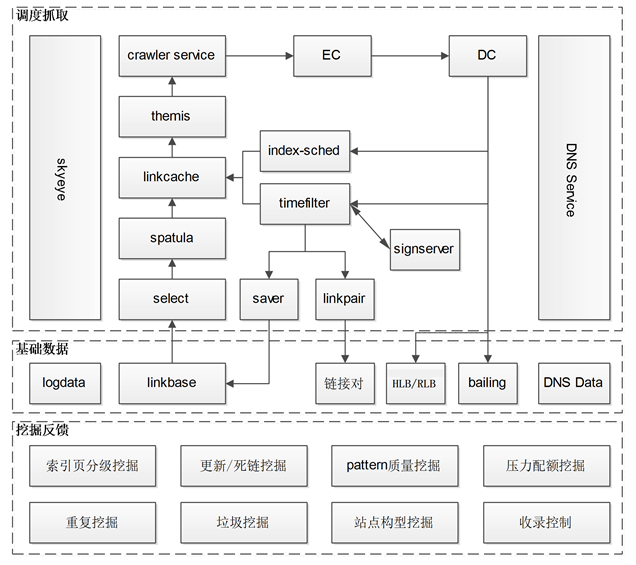 调度抓取
skyeye
crawler service
EC
DC
DNS Service
themis
index-sched
linkcache
timefilter
spatula
signserver
select
saver
linkpair
基础数据
logdata
linkbase
链接对
HLB/RLB
bailing
DNS Data
挖掘反馈
索引页分级挖掘
更新/死链挖掘
pattern质量挖掘
压力配额挖掘
重复挖掘
垃圾挖掘
站点构型挖掘
收录控制